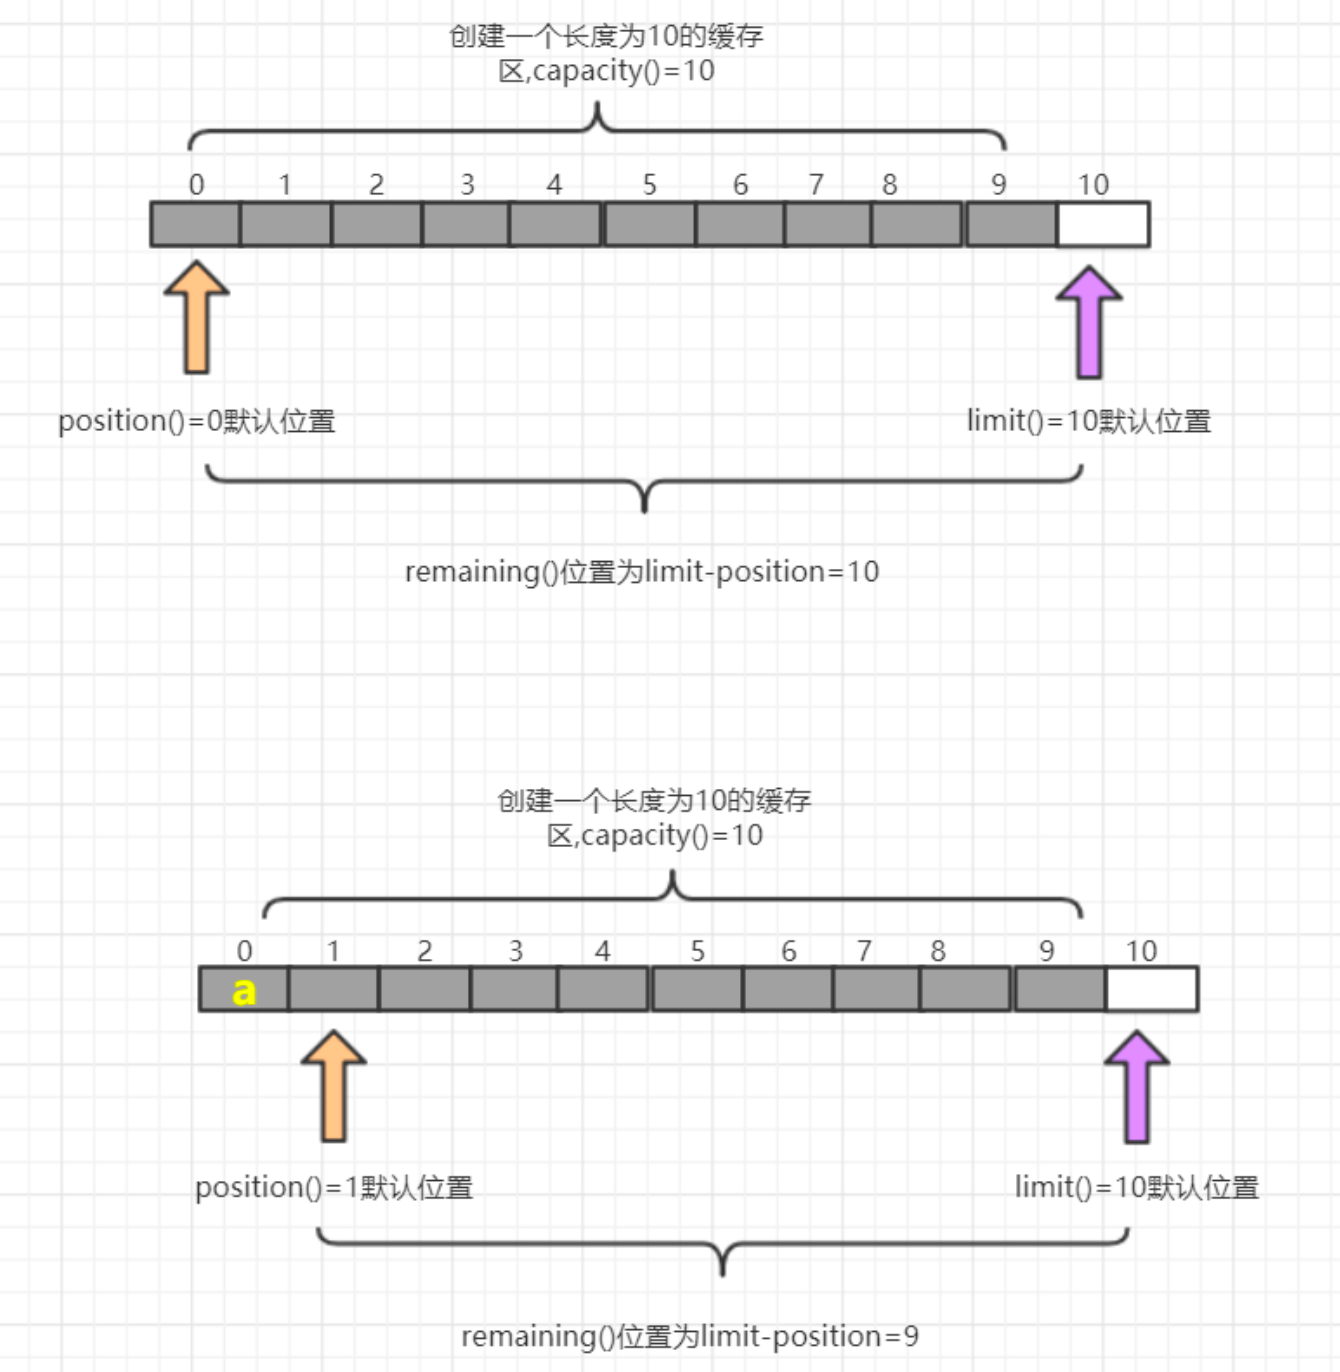 创建一个长度为10的缓存
区,capacity()=10
0 1 2 3 4 5 6 7 8 9 10
position()=0默认位置 limit()=10默认位置
remaining()位置为limit-position=10
创建一个长度为10的缓存
区,capacity()=10
0 1 2 3 4 5 6 7 8 9 10
a
position()=1默认位置 limit()=10默认位置
remaining()位置为limit-position=9